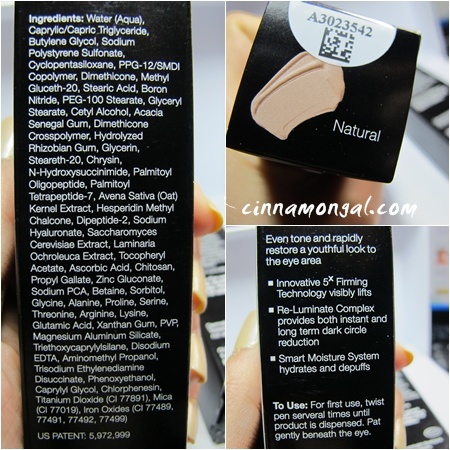 Ingredients: Water (Aqua),
Caprylic/Capric Triglyceride,
Butylene Glycol, Sodium
Polystyrene Sulfonate,
Cyclopentasiloxane, PPG-12/SMDI
Copolymer, Dimethicone, Methyl
Gluceth-20, Stearic Acid, Boron
Nitride, PEG-100 Stearate, Glyceryl
Stearate, Cetyl Alcohol, Acacia
Senegal Gum, Dimethicone
Crosspolymer, Hydrolyzed
Rhizobian Gum, Glycerin,
Steareth-20, Chrysin,
N-Hydroxysuccinimide, Palmitoyl
Oligopeptide, Palmitoyl
Tetrapeptide-7, Avena Sativa (Oat)
Kernel Extract, Hesperidin Methyl
Chalcone, Dipeptide-2, Sodium
Hyaluronate, Saccharomyces
Cerevisiae Extract, Laminaria
Ochroleuca Extract, Tocopheryl
Acetate, Ascorbic Acid, Chitosan,
Propyl Gallate, Zinc Gluconate,
Sodium PCA, Betaine, Sorbitol,
Glycine, Alanine, Proline, Serine,
Threonine, Arginine, Lysine,
Glutamic Acid, Xanthan Gum, PVP,
Magnesium Aluminum Silicate,
Triethoxycaprylylsilane, Disodium
EDTA, Aminomethyl Propanol,
Trisodium Ethylenediamine
Disuccinate, Phenoxyethanol,
Caprylyl Glycol, Chlorphenesin,
Titanium Dioxide (CI 77891), Mica
(CI 77019), Iron Oxides (CI 77489,
77491, 77492, 77499)
US PATENT: 5,972,999
A3023542
Natural
cinnamongal.com
Even tone and rapidly
restore a youthful look to
the eye area
Innovative 5x Firming
Technology visibly lifts
Re-Luminate Complex
provides both instant and
long term dark circle
reduction
Smart Moisture System
hydrates and depuffs
To Use: For first use, twist
pen serveral times until
product is dispensed. Pat
gently beneath the eye.